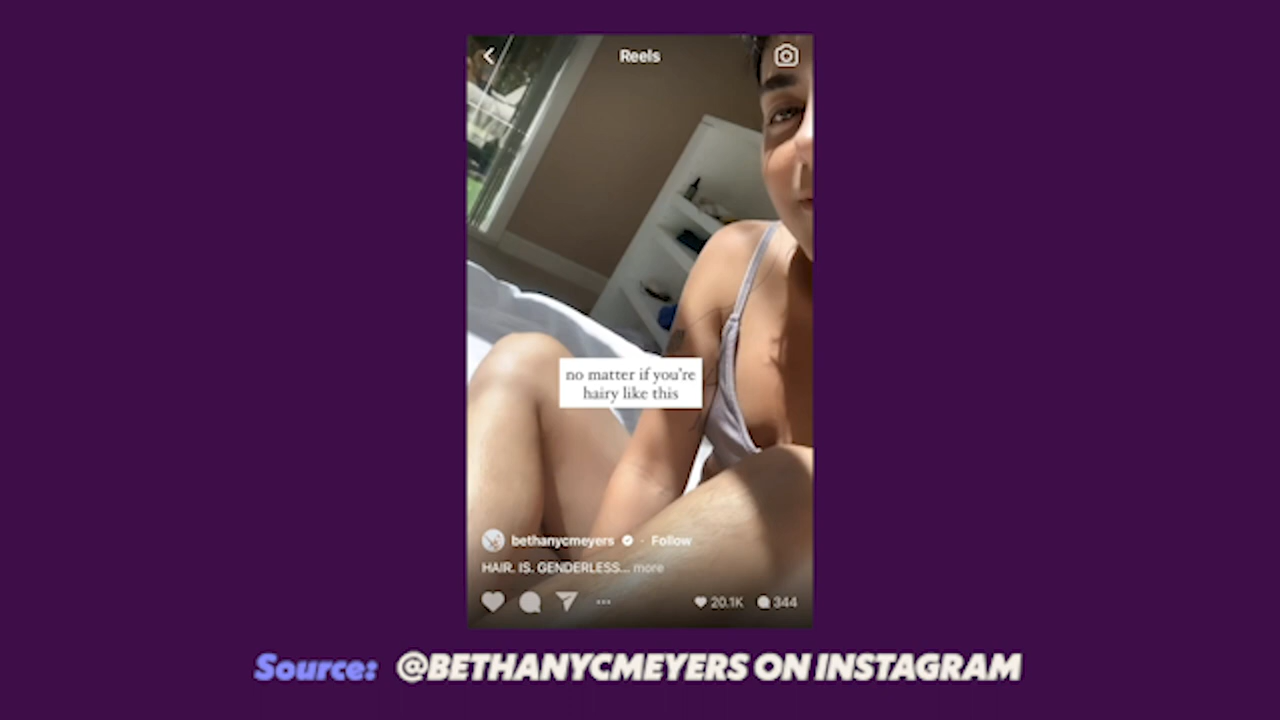 Reels
no matter if you're
hairy like this
bethanycmeyers · Follow
HAIR. IS. GENDERLESS... more
20.1K 344
Source: @BETHANYCMEYERS ON INSTAGRAM